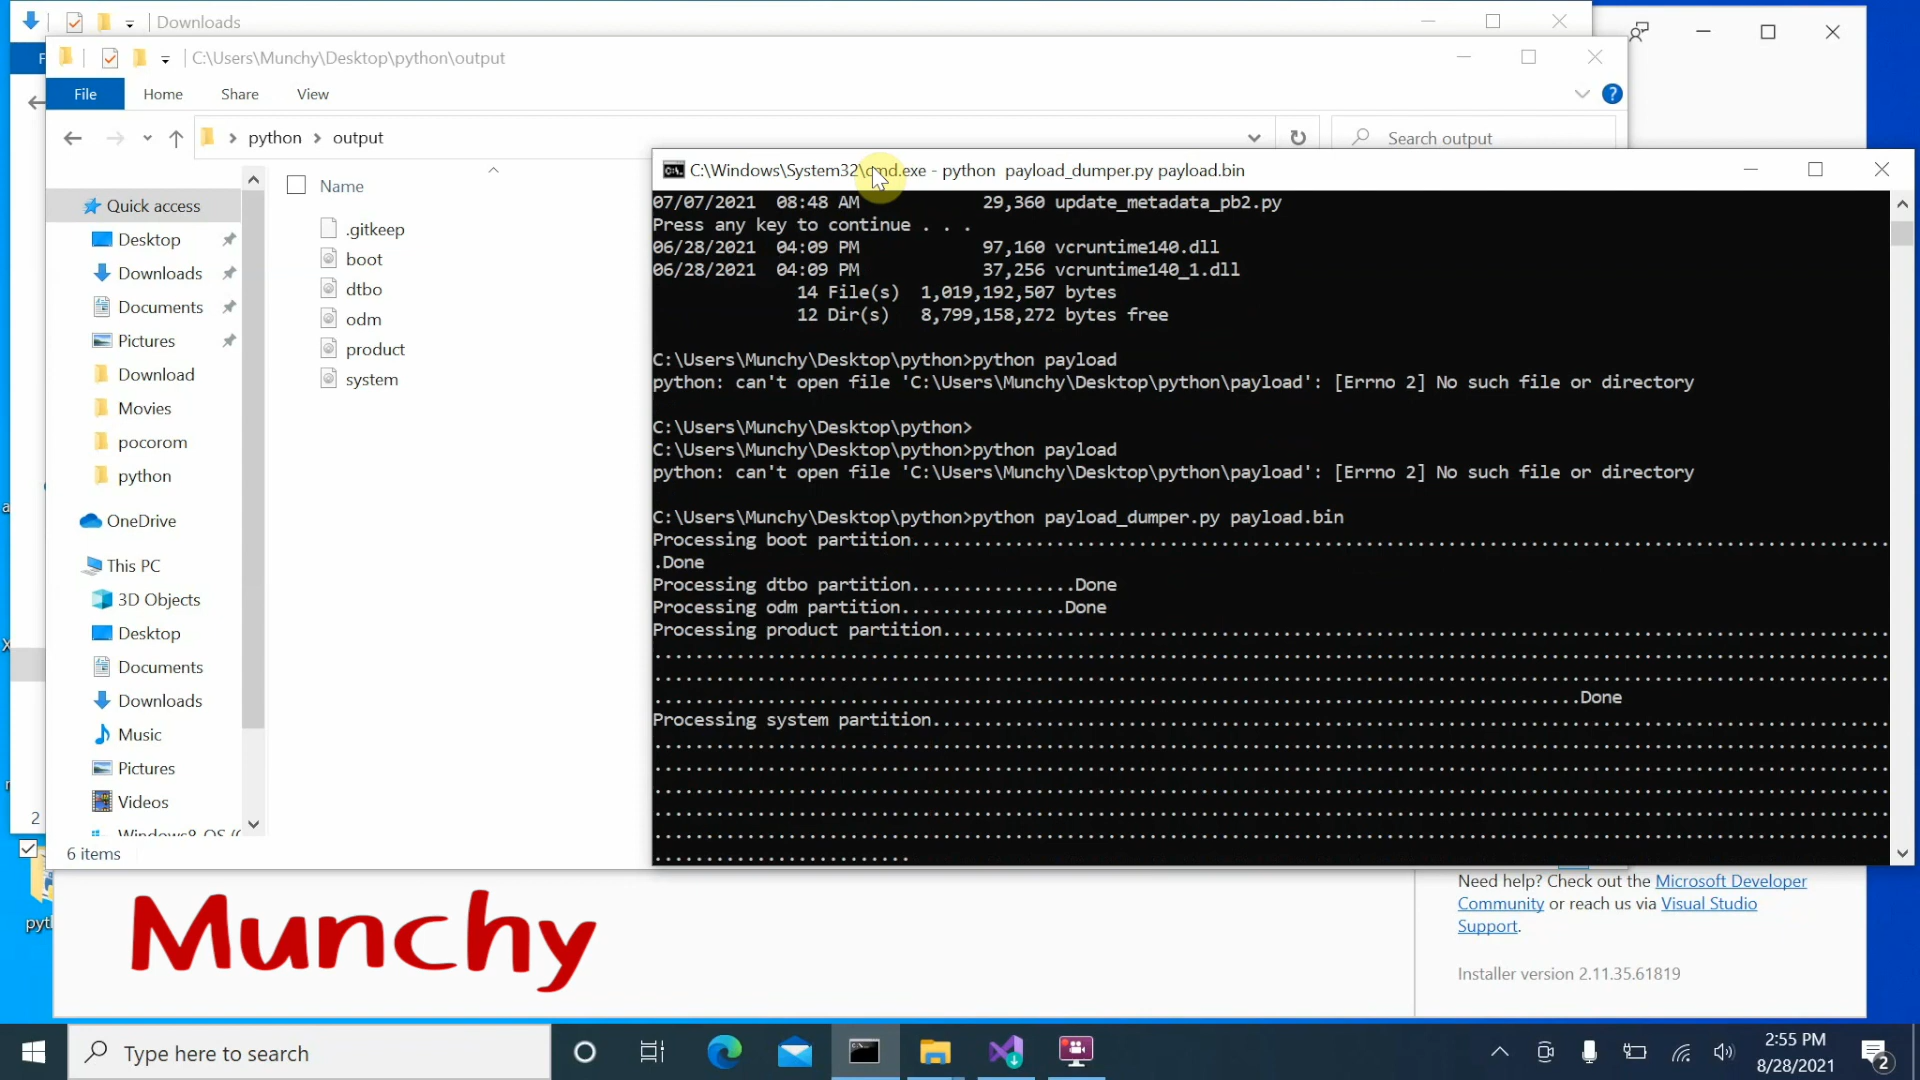 Downloads
C:\Users\Munchy\Desktop\python\output
File Home Share View
python > output
Search output
Quick access
Desktop
Downloads
Documents
Pictures
Download
Movies
pocorom
python
OneDrive
This PC
3D Objects
Desktop
Documents
Downloads
Music
Pictures
Videos
6 items
2
Name
.gitkeep
boot
dtbo
odm
product
system
C:\Windows\System32\cmd.exe - python payload_dumper.py payload.bin
07/07/2021 08:48 AM 29,360 update_metadata_pb2.py
Press any key to continue . . .
06/28/2021 04:09 PM 97,160 vcruntime140.dll
06/28/2021 04:09 PM 37,256 vcruntime140_1.dll
14 File(s) 1,019,192,507 bytes
12 Dir(s) 8,799,158,272 bytes free
C:\Users\Munchy\Desktop\python>python payload
python: can't open file 'C:\Users\Munchy\Desktop\python\payload': [Errno 2] No such file or directory
C:\Users\Munchy\Desktop\python>
C:\Users\Munchy\Desktop\python>python payload
python: can't open file 'C:\Users\Munchy\Desktop\python\payload': [Errno 2] No such file or directory
C:\Users\Munchy\Desktop\python>python payload_dumper.py payload.bin
Processing boot partition...............
.Done
Processing dtbo partition................Done
Processing odm partition................Done
Processing product partition...............
.Done
Processing system partition...............
Need help? Check out the Microsoft Developer
Community or reach us via Visual Studio
Support.
Installer version 2.11.35.61819
Munchy
Type here to search
2:55 PM
8/28/2021
2